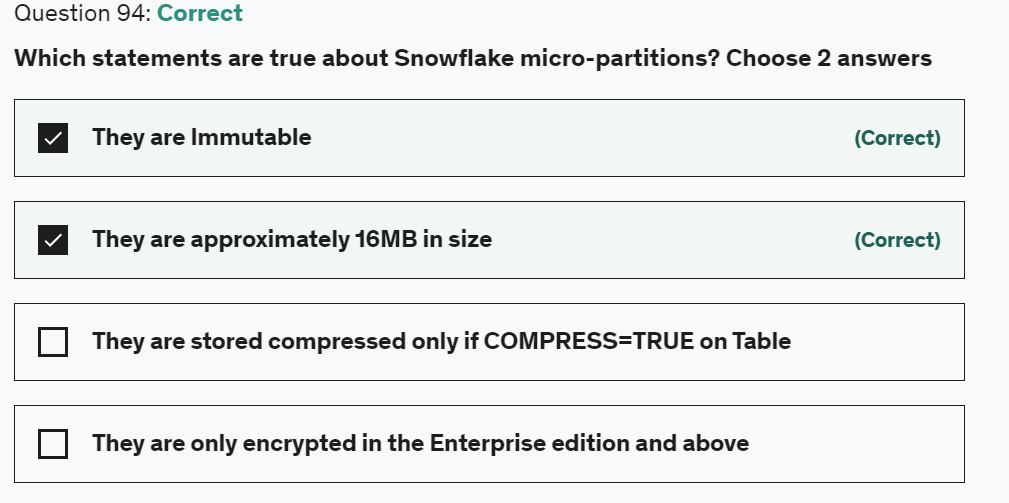 Question 94: Correct
Which statements are true about Snowflake micro-partitions? Choose 2 answers
They are Immutable (Correct)
They are approximately 16MB in size (Correct)
They are stored compressed only if COMPRESS=TRUE on Table
They are only encrypted in the Enterprise edition and above